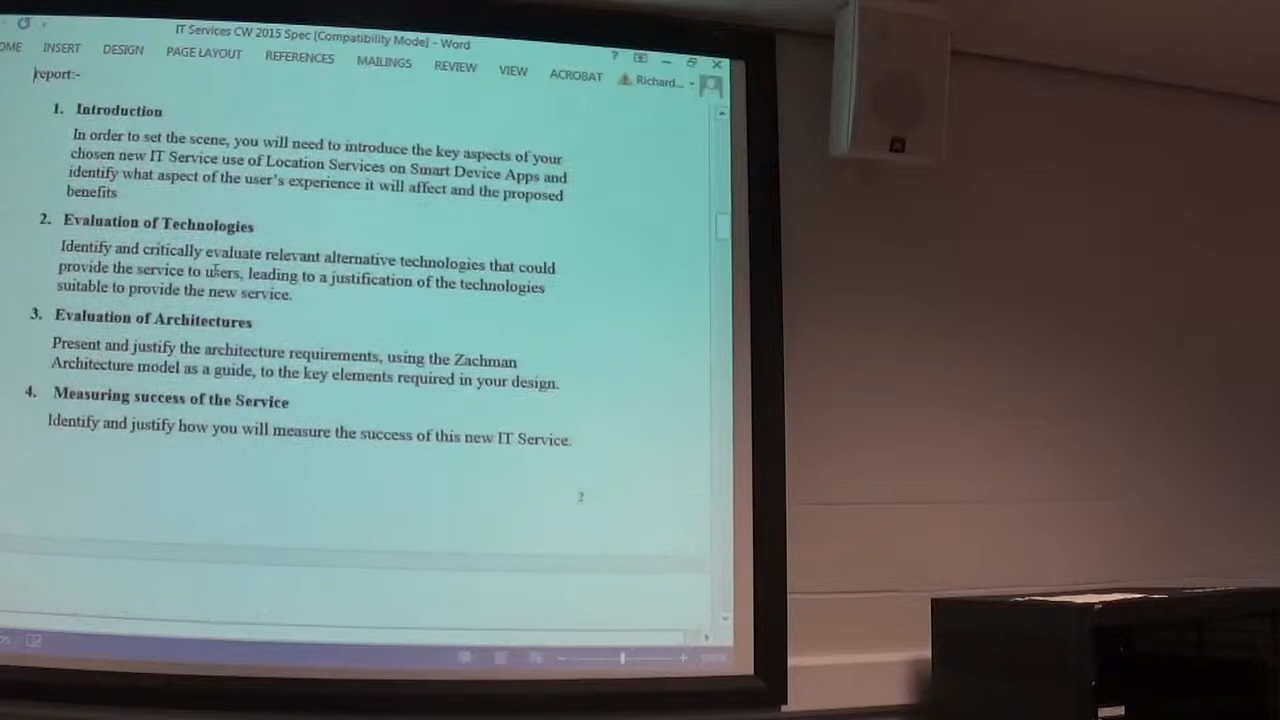 IT Services CW 2015 Spec [Compatibility Mode] - Word
OME INSERT DESIGN PAGE LAYOUT REFERENCES MAILINGS REVIEW VIEW ACROBAT Richard...
report:-
1. Introduction
In order to set the scene, you will need to introduce the key aspects of your
chosen new IT Service use of Location Services on Smart Device Apps and
identify what aspect of the user's experience it will affect and the proposed
benefits
2. Evaluation of Technologies
Identify and critically evaluate relevant alternative technologies that could
provide the service to users, leading to a justification of the technologies
suitable to provide the new service.
3. Evaluation of Architectures
Present and justify the architecture requirements, using the Zachman
Architecture model as a guide, to the key elements required in your design.
4. Measuring success of the Service
Identify and justify how you will measure the success of this new IT Service.
2